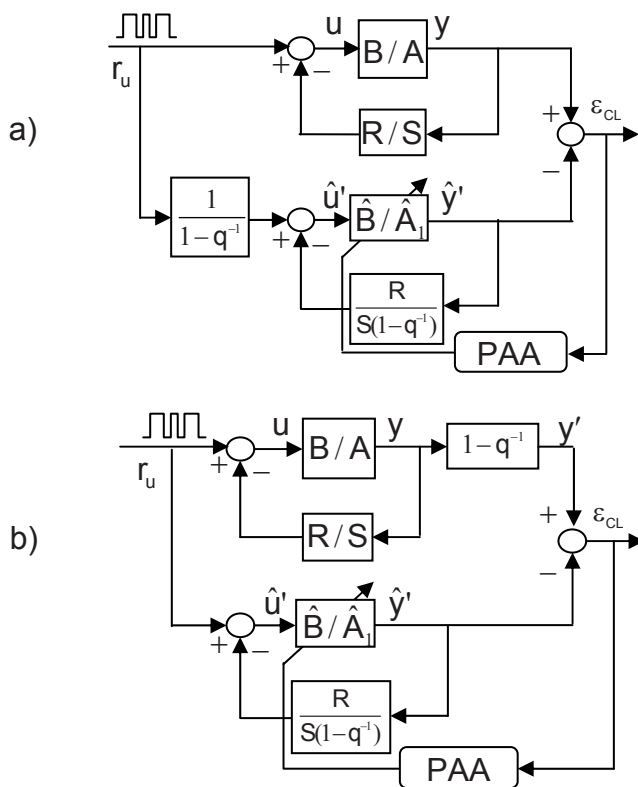 a)
r_u
u
y
+
−
B / A
R / S
ε_CL
+
−
1
1− q⁻¹
û'
ŷ'
+
−
B̂ / Â₁
R
S(1−q⁻¹)
PAA
b)
r_u
u
y
+
−
B / A
1− q⁻¹
y′
R / S
ε_CL
+
−
û'
ŷ'
+
−
B̂ / Â₁
R
S(1−q⁻¹)
PAA